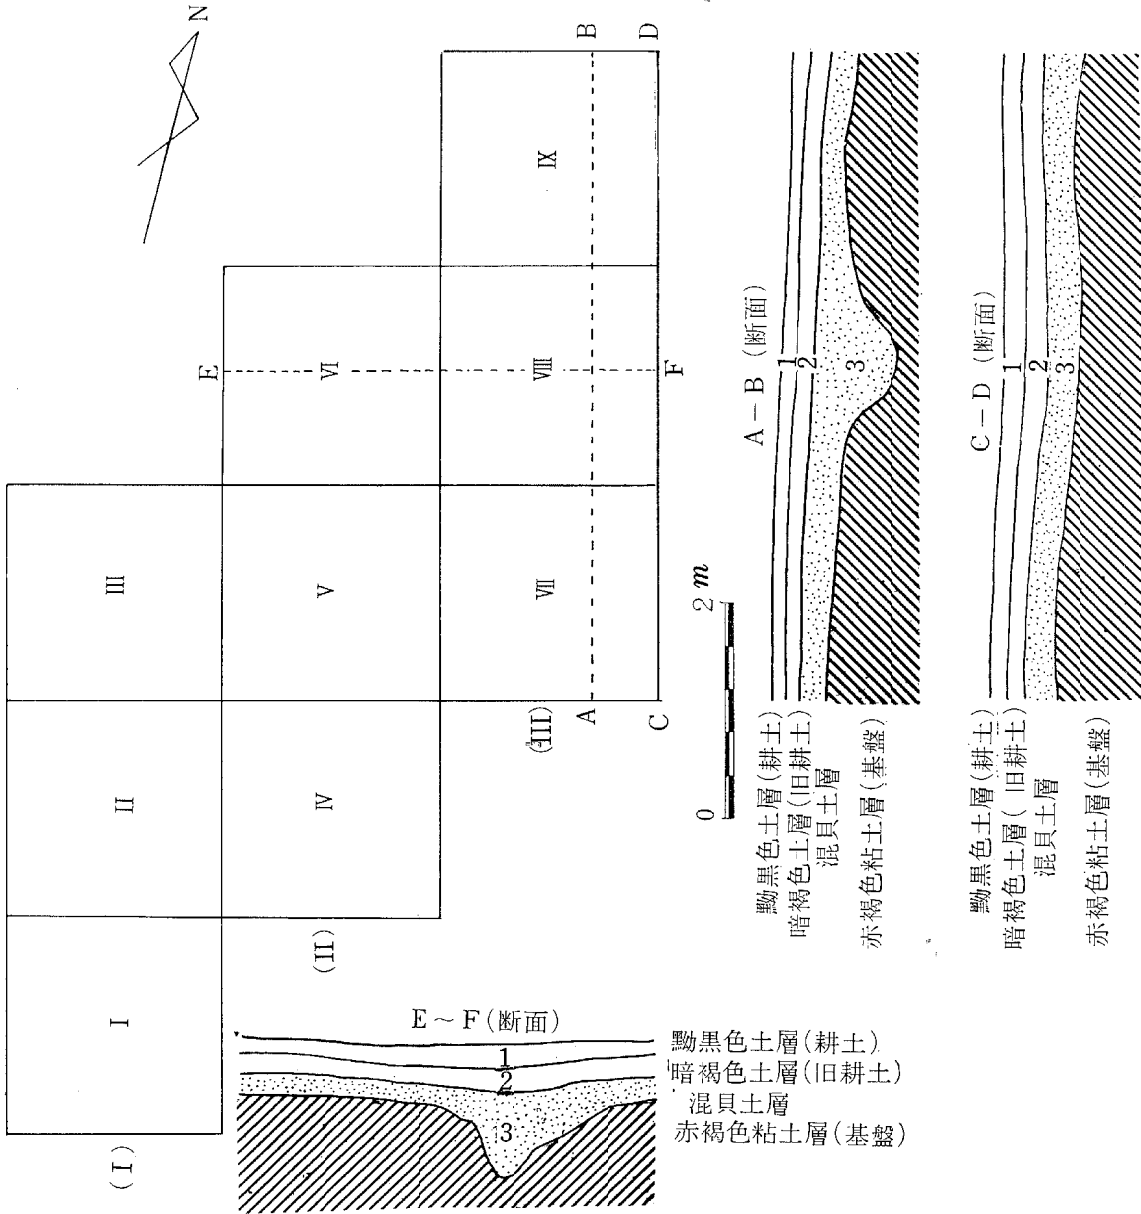 N
B
D
IX
E
VI
VIII
F
III
V
VII
A
C
II
IV
(III)
I
(II)
(I)
0 2m
A-B (断面)
1
2
3
黝黒色土層(耕土)
暗褐色土層(旧耕土)
混貝土層
赤褐色粘土層(基盤)
C-D (断面)
1
2
3
黝黒色土層(耕土)
暗褐色土層(旧耕土)
混貝土層
赤褐色粘土層(基盤)
E~F(断面)
1
2
3
黝黒色土層(耕土)
暗褐色土層(旧耕土)
混貝土層
赤褐色粘土層(基盤)